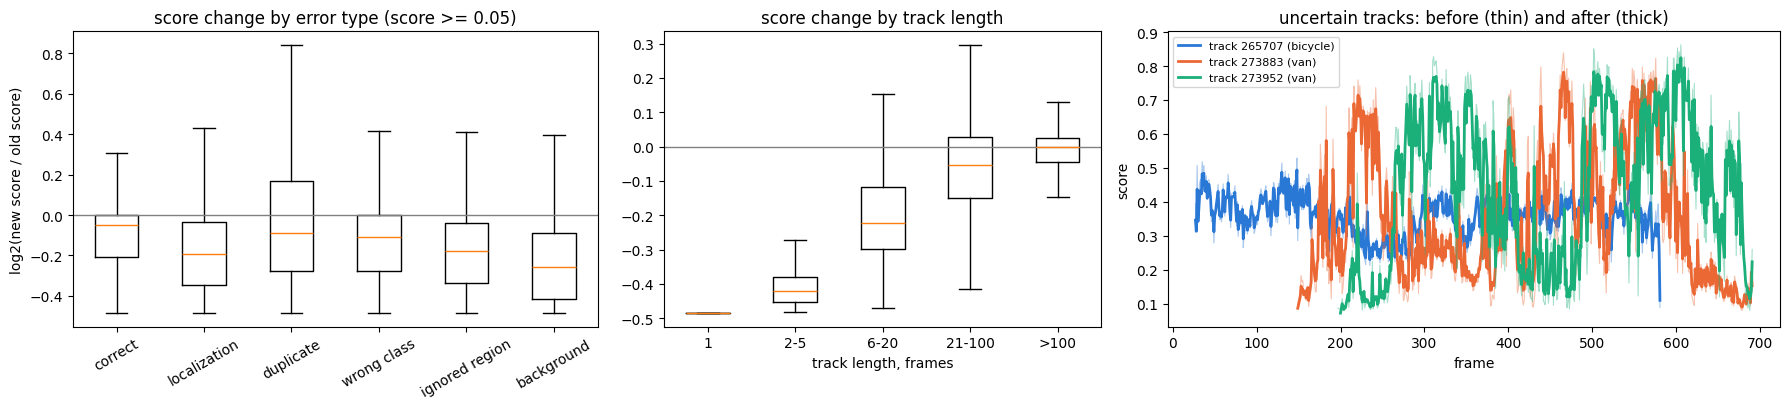 score change by error type (score >= 0.05)
log2(new score / old score)
0.8
0.6
0.4
0.2
0.0
−0.2
−0.4
correct
localization
duplicate
wrong class
ignored region
background
score change by track length
0.3
0.2
0.1
0.0
−0.1
−0.2
−0.3
−0.4
−0.5
1
2-5
6-20
21-100
>100
track length, frames
uncertain tracks: before (thin) and after (thick)
track 265707 (bicycle)
track 273883 (van)
track 273952 (van)
score
0.9
0.8
0.7
0.6
0.5
0.4
0.3
0.2
0.1
0
100
200
300
400
500
600
700
frame